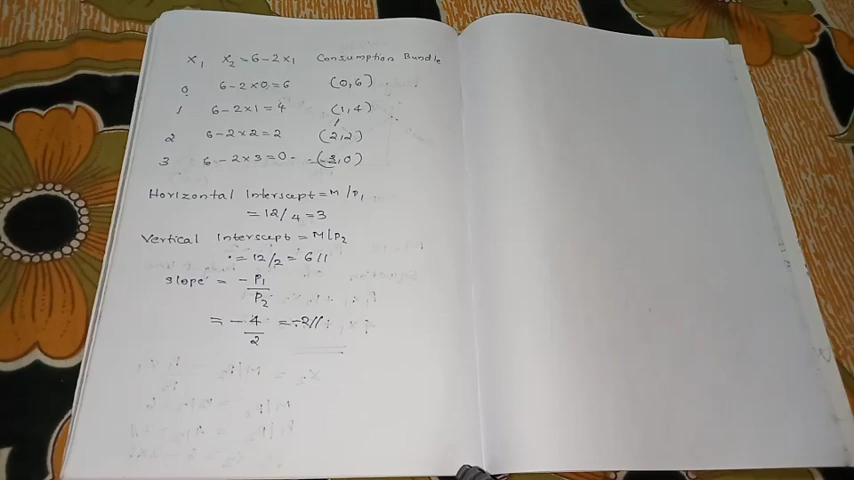 x₁ x₂ = 6 - 2x₁ Consumption Bundle
0 6 - 2 × 0 = 6 (0, 6)
1 6 - 2 × 1 = 4 (1, 4)
2 6 - 2 × 2 = 2 (2, 2)
3 6 - 2 × 3 = 0 (3, 0)
Horizontal Interscept = M/P₁
= 12/4 = 3
Vertical Interscept = M/P₂
= 12/2 = 6//
slope = -P₁/P₂
= -4/2 = -2//